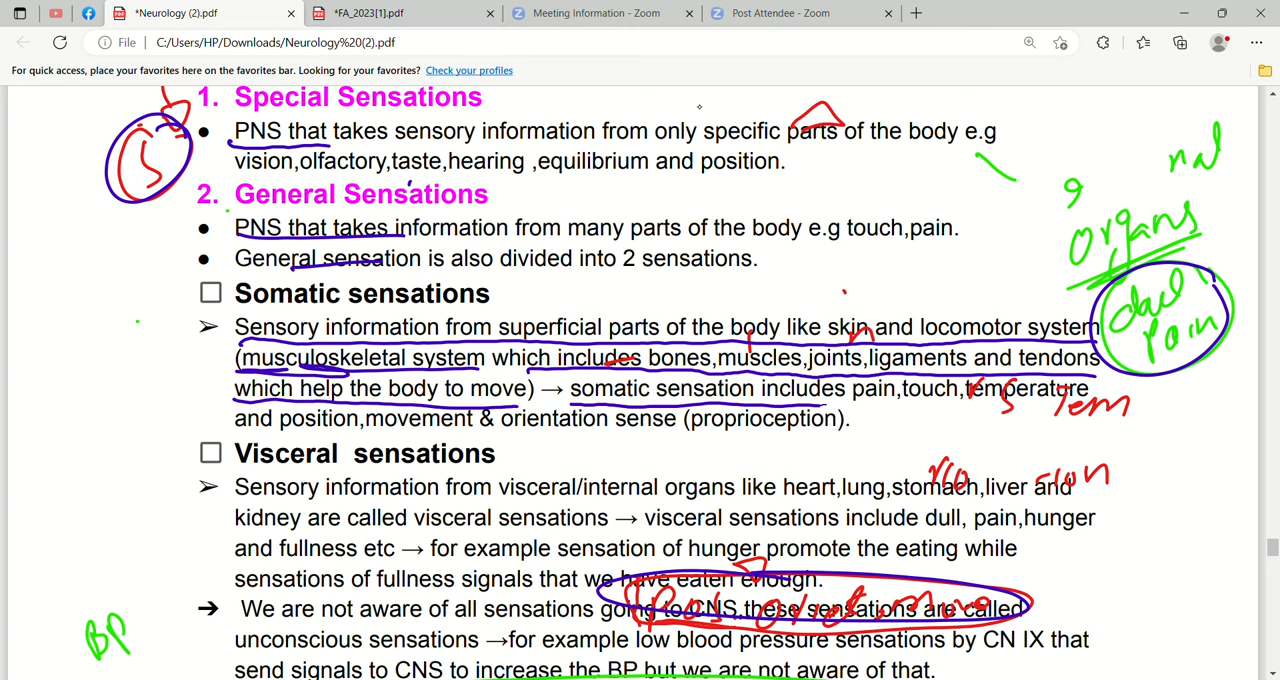 *Neurology (2).pdf
*FA_2023[1].pdf
Meeting Information - Zoom
Post Attendee - Zoom
File
C:/Users/HP/Downloads/Neurology%20(2).pdf
For quick access, place your favorites here on the favorites bar. Looking for your favorites? Check your profiles
1. Special Sensations
● PNS that takes sensory information from only specific parts of the body e.g
vision,olfactory,taste,hearing ,equilibrium and position.
nal
2. General Sensations
● PNS that takes information from many parts of the body e.g touch,pain.
organs
● General sensation is also divided into 2 sensations.
Somatic sensations
dull
pain
➢ Sensory information from superficial parts of the body like skin and locomotor system
(musculoskeletal system which includes bones,muscles,joints,ligaments and tendons
which help the body to move) → somatic sensation includes pain,touch,temperature
Tem
and position,movement & orientation sense (proprioception).
Visceral sensations
➢ Sensory information from visceral/internal organs like heart,lung,stomach,liver and
kidney are called visceral sensations → visceral sensations include dull, pain,hunger
and fullness etc → for example sensation of hunger promote the eating while
sensations of fullness signals that we have eaten enough.
➔ We are not aware of all sensations going to CNS,these sensations are called
BP
unconscious sensations →for example low blood pressure sensations by CN IX that
send signals to CNS to increase the BP but we are not aware of that.